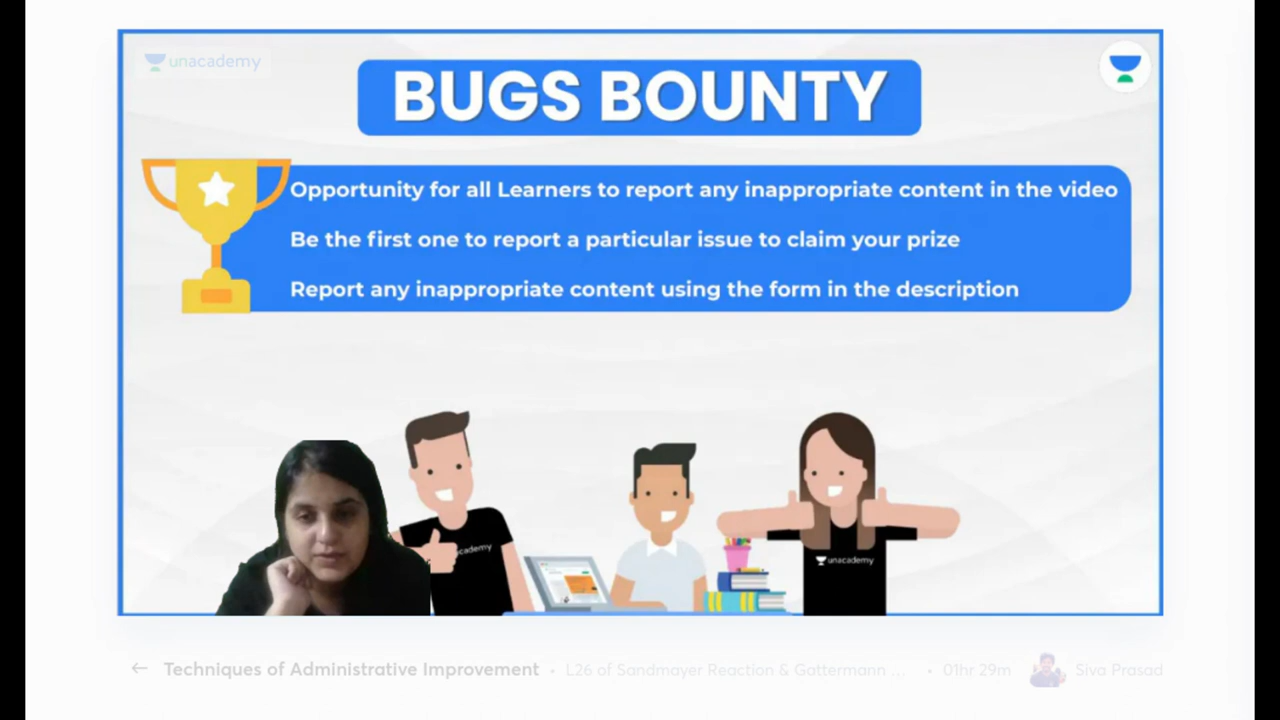 unacademy
BUGS BOUNTY
Opportunity for all Learners to report any inappropriate content in the video
Be the first one to report a particular issue to claim your prize
Report any inappropriate content using the form in the description
cademy
unacademy
← Techniques of Administrative Improvement • L26 of Sandmayer Reaction & Gattermann ... • 01hr 29m Siva Prasad